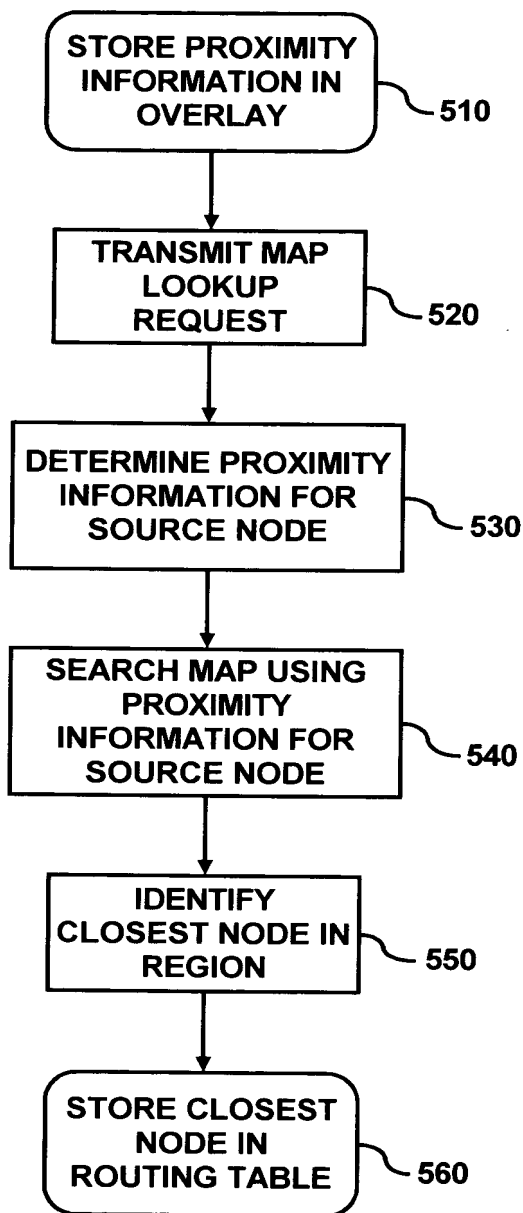 STORE PROXIMITY
INFORMATION IN
OVERLAY
510
TRANSMIT MAP
LOOKUP
REQUEST
520
DETERMINE PROXIMITY
INFORMATION FOR
SOURCE NODE
530
SEARCH MAP USING
PROXIMITY
INFORMATION FOR
SOURCE NODE
540
IDENTIFY
CLOSEST NODE IN
REGION
550
STORE CLOSEST
NODE IN
ROUTING TABLE
560